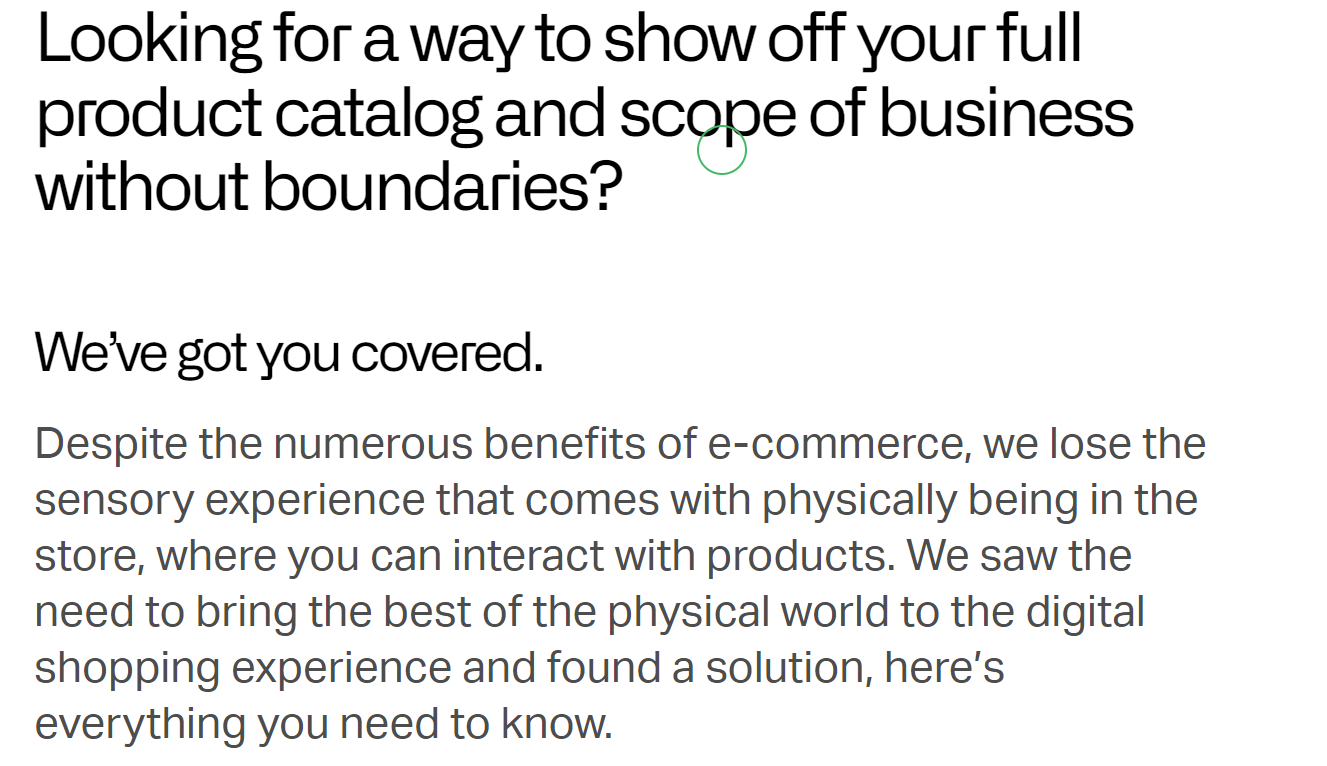 Looking for a way to show off your full
product catalog and scope of business
without boundaries?
We’ve got you covered.
Despite the numerous benefits of e-commerce, we lose the
sensory experience that comes with physically being in the
store, where you can interact with products. We saw the
need to bring the best of the physical world to the digital
shopping experience and found a solution, here’s
everything you need to know.